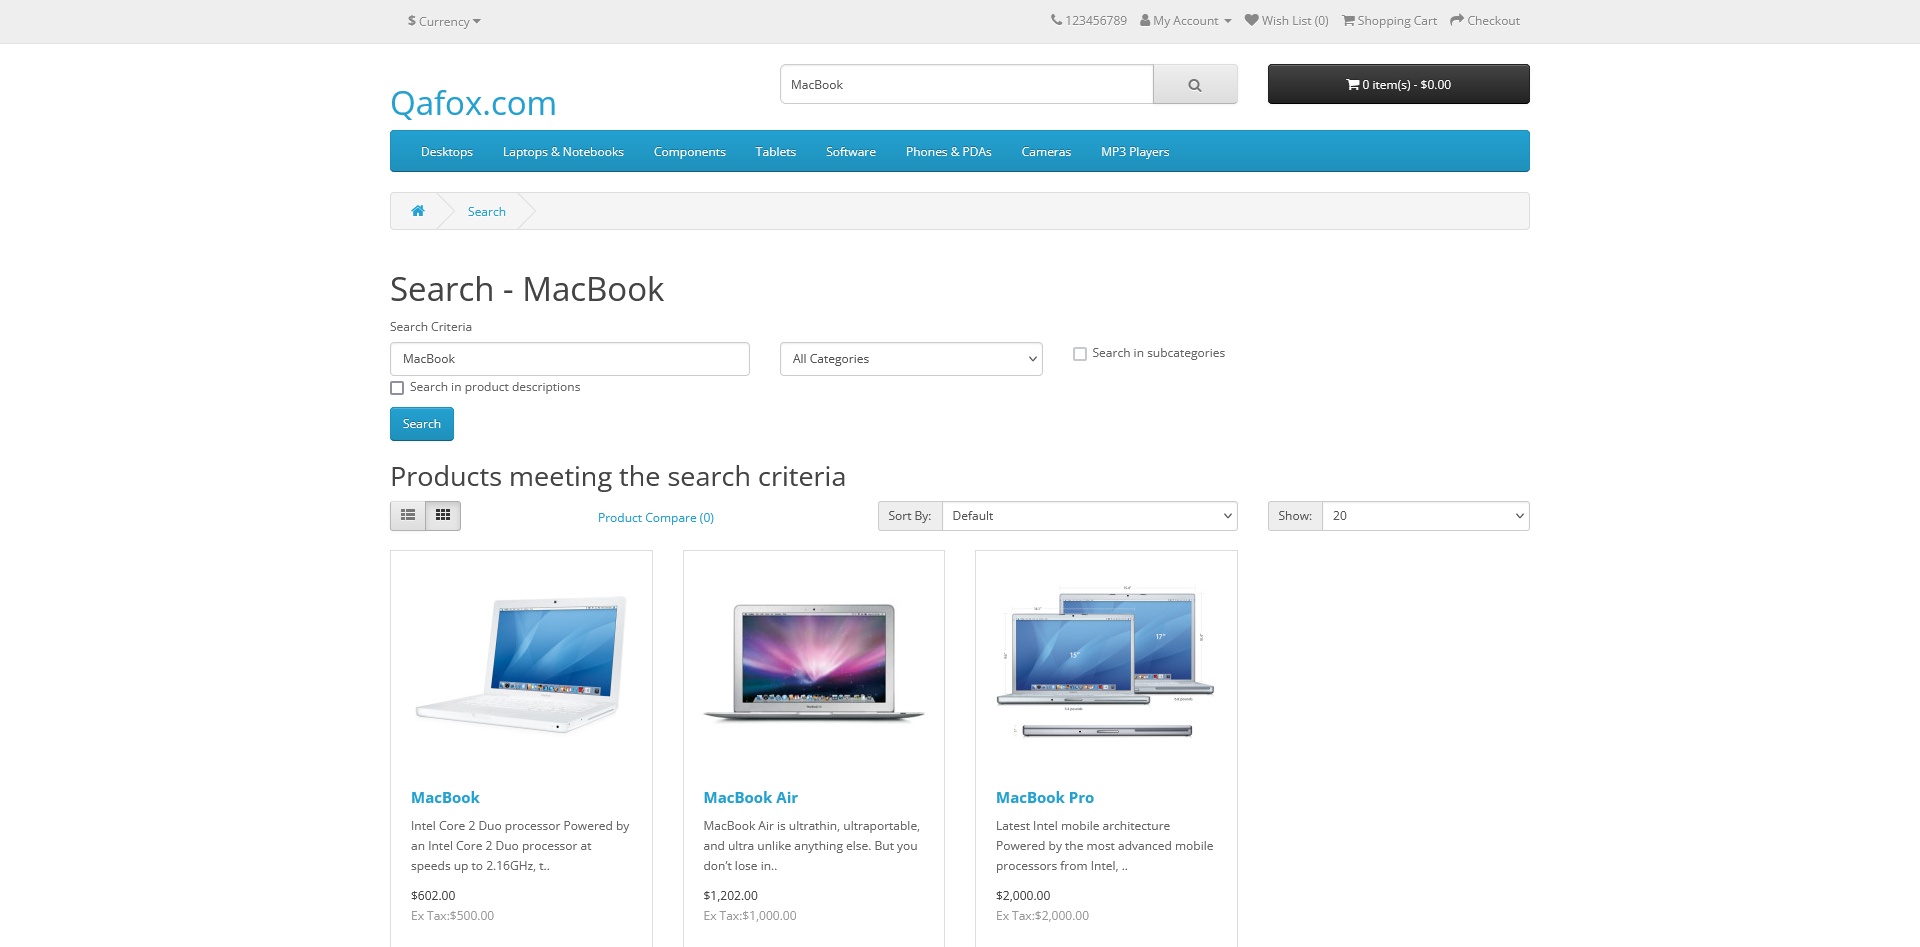 $ Currency
123456789 My Account Wish List (0) Shopping Cart Checkout
Qafox.com
MacBook
0 item(s) - $0.00
Desktops Laptops & Notebooks Components Tablets Software Phones & PDAs Cameras MP3 Players
Search
Search - MacBook
Search Criteria
MacBook
All Categories
Search in subcategories
Search in product descriptions
Search
Products meeting the search criteria
Product Compare (0)
Sort By: Default
Show: 20
15"
17"
MacBook
Intel Core 2 Duo processor Powered by
an Intel Core 2 Duo processor at
speeds up to 2.16GHz, t..
$602.00
Ex Tax:$500.00
MacBook Air
MacBook Air is ultrathin, ultraportable,
and ultra unlike anything else. But you
don't lose in..
$1,202.00
Ex Tax:$1,000.00
MacBook Pro
Latest Intel mobile architecture
Powered by the most advanced mobile
processors from Intel, ..
$2,000.00
Ex Tax:$2,000.00